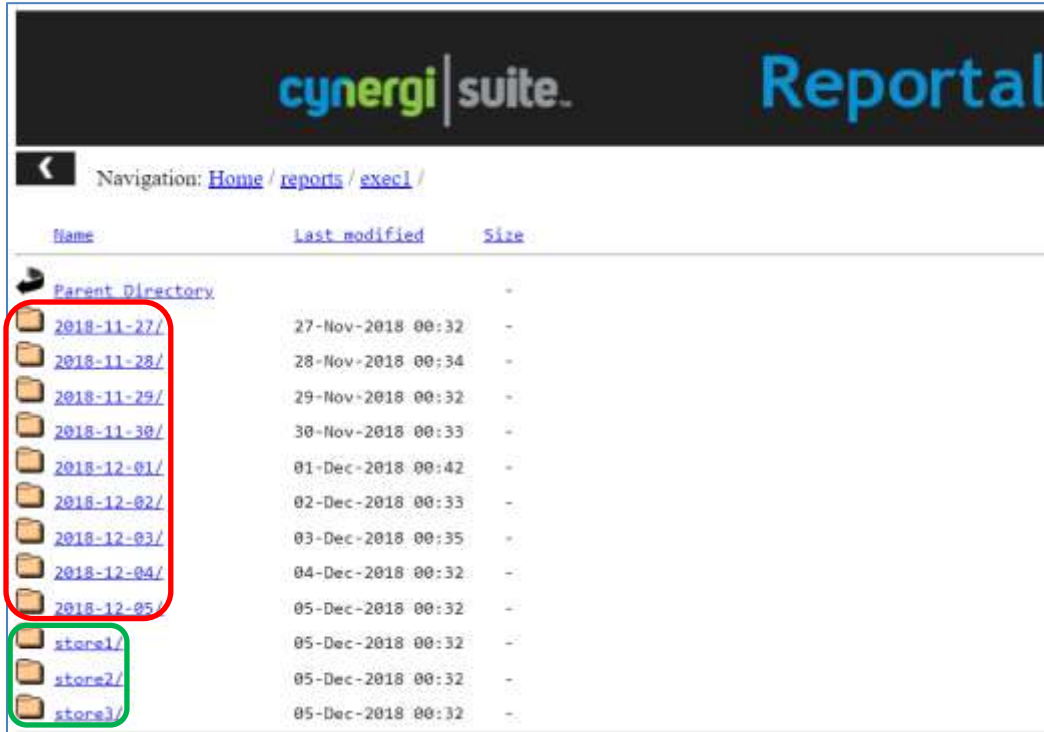 cynergi|suite™ Reportal
Navigation: Home / reports / exec1 /
Name Last modified Size
Parent Directory -
2018-11-27/ 27-Nov-2018 00:32 -
2018-11-28/ 28-Nov-2018 00:34 -
2018-11-29/ 29-Nov-2018 00:32 -
2018-11-30/ 30-Nov-2018 00:33 -
2018-12-01/ 01-Dec-2018 00:42 -
2018-12-02/ 02-Dec-2018 00:33 -
2018-12-03/ 03-Dec-2018 00:35 -
2018-12-04/ 04-Dec-2018 00:32 -
2018-12-05/ 05-Dec-2018 00:32 -
store1/ 05-Dec-2018 00:32 -
store2/ 05-Dec-2018 00:32 -
store3/ 05-Dec-2018 00:32 -